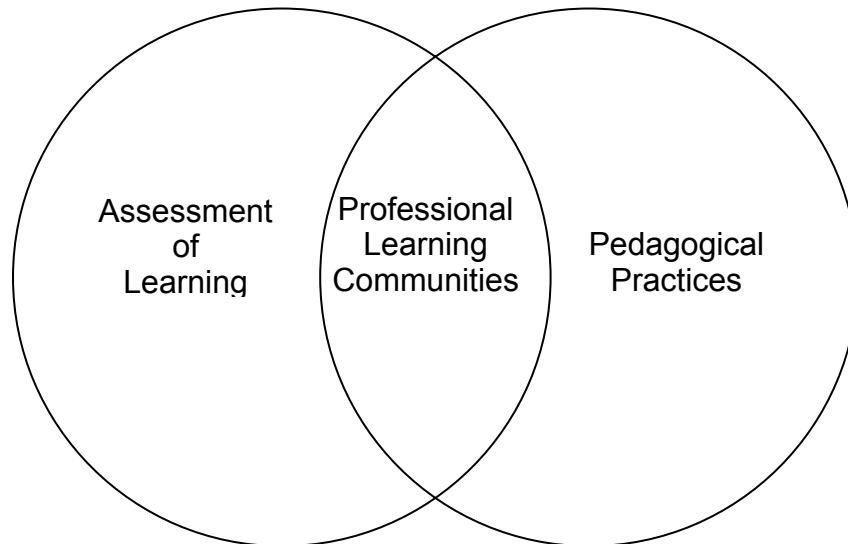 Assessment
of
Learning
Professional
Learning
Communities
Pedagogical
Practices